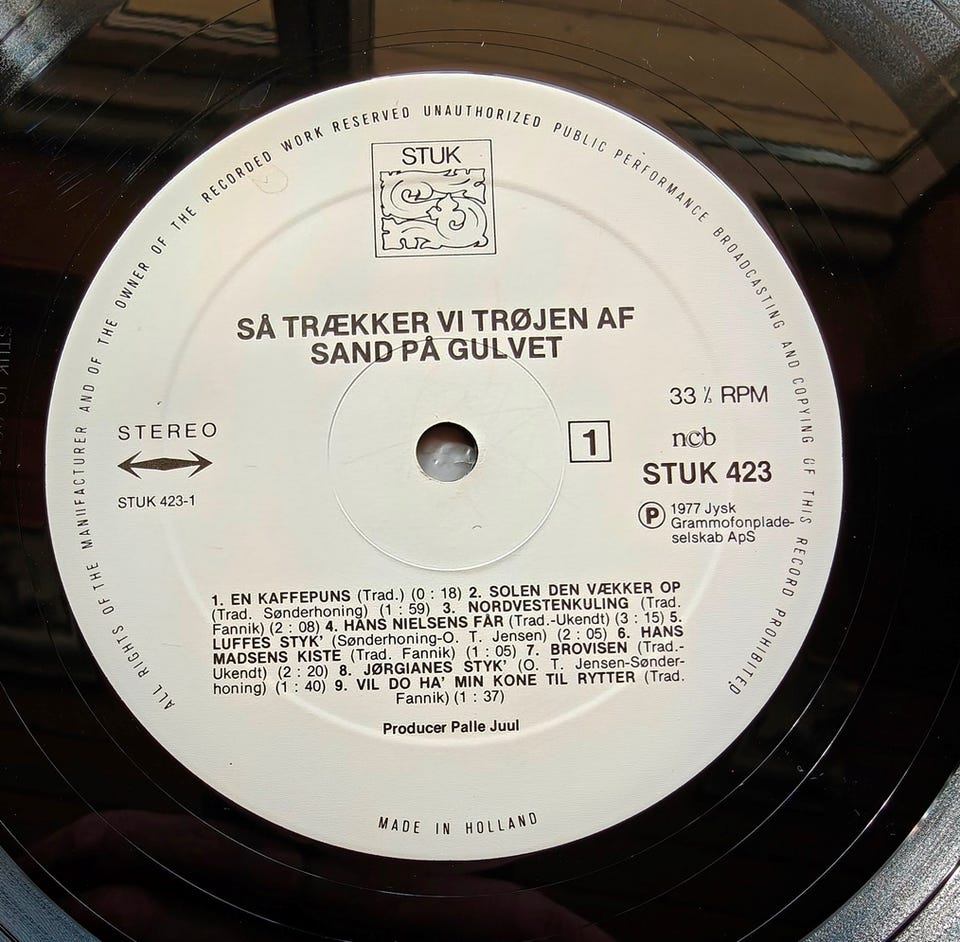 ALL RIGHTS OF THE MANUFACTURER AND OF THE OWNER OF THE RECORDED WORK RESERVED UNAUTHORIZED PUBLIC PERFORMANCE BROADCASTING AND COPYING OF THIS RECORD PROHIBITED
STUK
SÅ TRÆKKER VI TRØJEN AF
SAND PÅ GULVET
33 ⅓ RPM
STEREO
1
ncb
STUK 423
STUK 423-1
Ⓟ 1977 Jysk
Grammofonplade-
selskab ApS
1. EN KAFFEPUNS (Trad.) (0 : 18) 2. SOLEN DEN VÆKKER OP
(Trad. Sønderhoning) (1 : 59) 3. NORDVESTENKULING (Trad.
Fannik) (2 : 08) 4. HANS NIELSENS FÅR (Trad.-Ukendt) (3 : 15) 5.
LUFFES STYK' (Sønderhoning-O. T. Jensen) (2 : 05) 6. HANS
MADSENS KISTE (Trad. Fannik) (1 : 05) 7. BROVISEN (Trad.-
Ukendt) (2 : 20) 8. JØRGIANES STYK' (O. T. Jensen-Sønder-
honing) (1 : 40) 9. VIL DO HA' MIN KONE TIL RYTTER (Trad.
Fannik) (1 : 37)
Producer Palle Juul
MADE IN HOLLAND